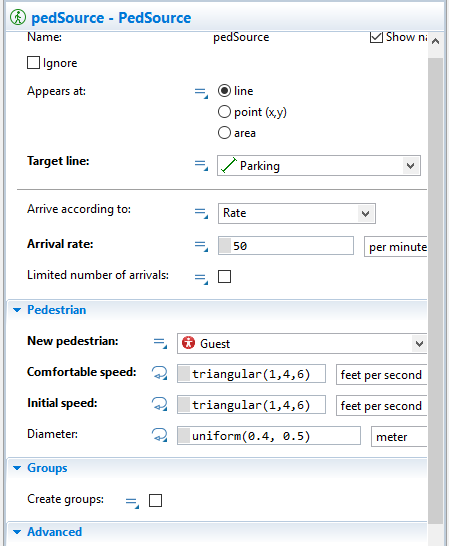 pedSource - PedSource
Name: pedSource Show na
Ignore
Appears at: line
point (x,y)
area
Target line: Parking
Arrive according to: Rate
Arrival rate: 50 per minute
Limited number of arrivals:
Pedestrian
New pedestrian: Guest
Comfortable speed: triangular(1,4,6) feet per second
Initial speed: triangular(1,4,6) feet per second
Diameter: uniform(0.4, 0.5) meter
Groups
Create groups:
Advanced